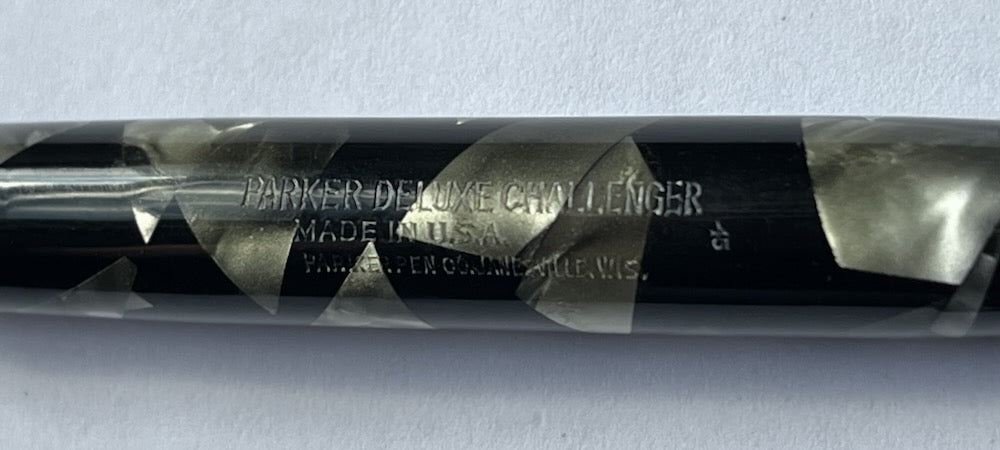 PARKER-DELUXE CHALLENGER
MADE IN U.S.A.
PARKER PEN CO. JANESVILLE, WIS.